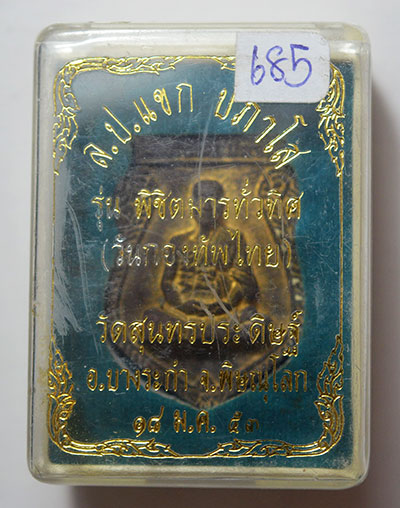 685
ล.ป.แขก ปภาโส
รุ่น พิชิตมารทั่วทิศ
(วันกองทัพไทย)
วัดสุนทรประดิษฐ์
อ.บางระกำ จ.พิษณุโลก
๑๘ ม.ค. ๕๓